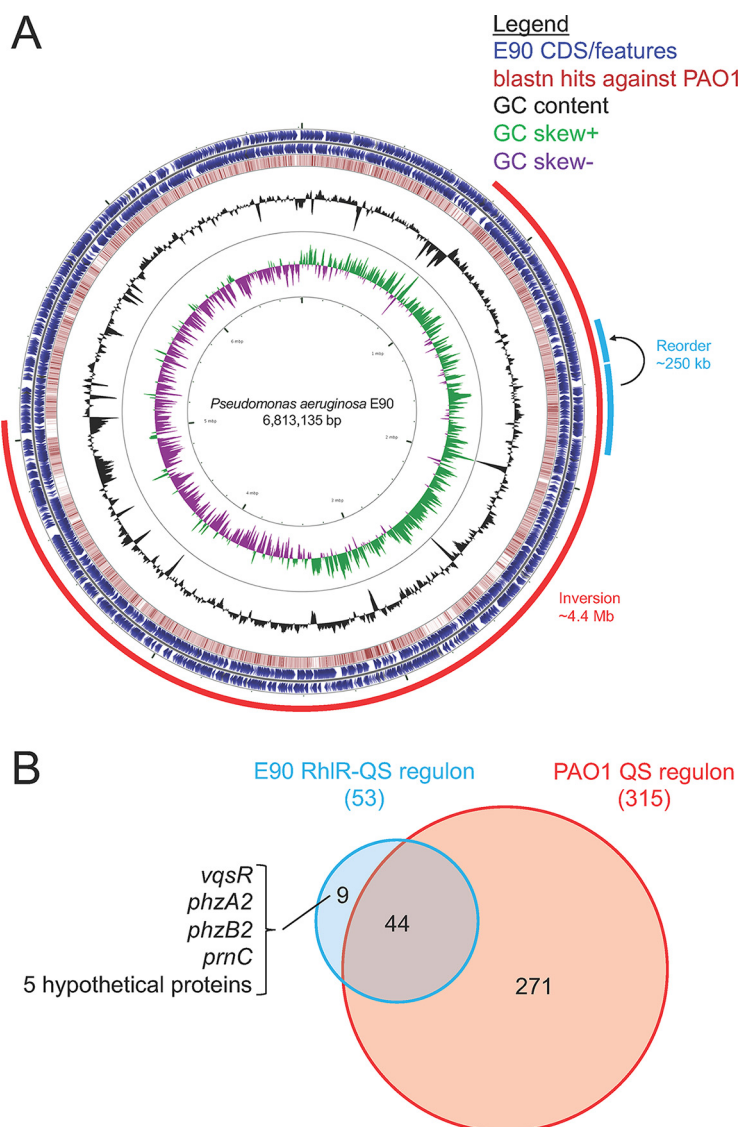 A
Legend
E90 CDS/features
blastn hits against PAO1
GC content
GC skew+
GC skew-
Reorder
~250 kb
6 mbp
1 mbp
Pseudomonas aeruginosa E90
6,813,135 bp
5 mbp
2 mbp
4 mbp
3 mbp
Inversion
~4.4 Mb
B
E90 RhlR-QS regulon
(53)
PAO1 QS regulon
(315)
vqsR
phzA2
phzB2
prnC
5 hypothetical proteins
9
44
271